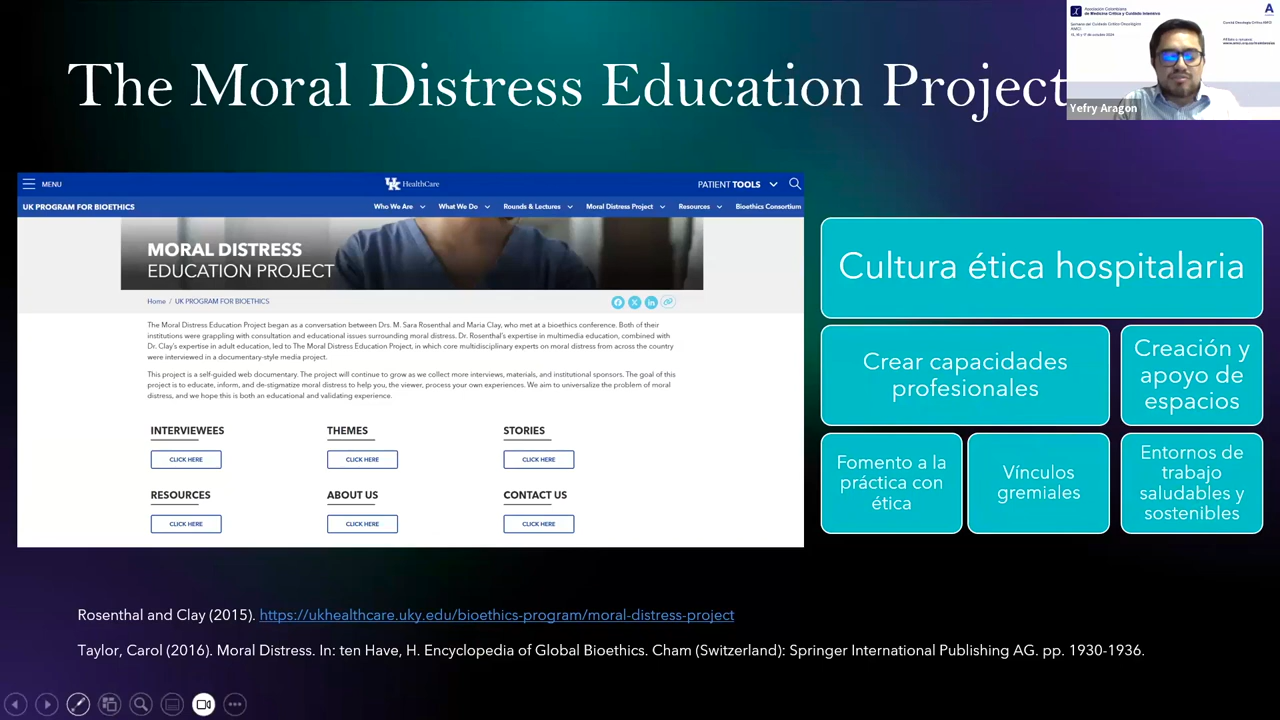 The Moral Distress Education Project
Asociación Colombiana
de Medicina Crítica y Cuidado Intensivo
Yefry Aragon
MENU
UK HealthCare
PATIENT TOOLS
UK PROGRAM FOR BIOETHICS
Who We Are
What We Do
Rounds & Lectures
Moral Distress Project
Resources
Bioethics Consortium
MORAL DISTRESS
EDUCATION PROJECT
Home / UK PROGRAM FOR BIOETHICS
The Moral Distress Education Project began as a conversation between Drs. M. Sara Rosenthal and Maria Clay, who met at a bioethics conference. Both of their
institutions were grappling with consultation and educational issues surrounding moral distress. Dr. Rosenthal's expertise in multimedia education, combined with
Dr. Clay's expertise in adult education, led to The Moral Distress Education Project, in which core multidisciplinary experts on moral distress from across the country
were interviewed in a documentary-style media project.
This project is a self-guided web documentary. The project will continue to grow as we collect more interviews, materials, and institutional sponsors. The goal of this
project is to educate, inform, and de-stigmatize moral distress to help you, the viewer, process your own experiences. We aim to universalize the problem of moral
distress, and we hope this is both an educational and validating experience.
INTERVIEWEES
THEMES
STORIES
CLICK HERE
CLICK HERE
CLICK HERE
RESOURCES
ABOUT US
CONTACT US
CLICK HERE
CLICK HERE
CLICK HERE
Cultura ética hospitalaria
Crear capacidades
profesionales
Creación y
apoyo de
espacios
Fomento a la
práctica con
ética
Vínculos
gremiales
Entornos de
trabajo
saludables y
sostenibles
Rosenthal and Clay (2015). https://ukhealthcare.uky.edu/bioethics-program/moral-distress-project
Taylor, Carol (2016). Moral Distress. In: ten Have, H. Encyclopedia of Global Bioethics. Cham (Switzerland): Springer International Publishing AG. pp. 1930-1936.